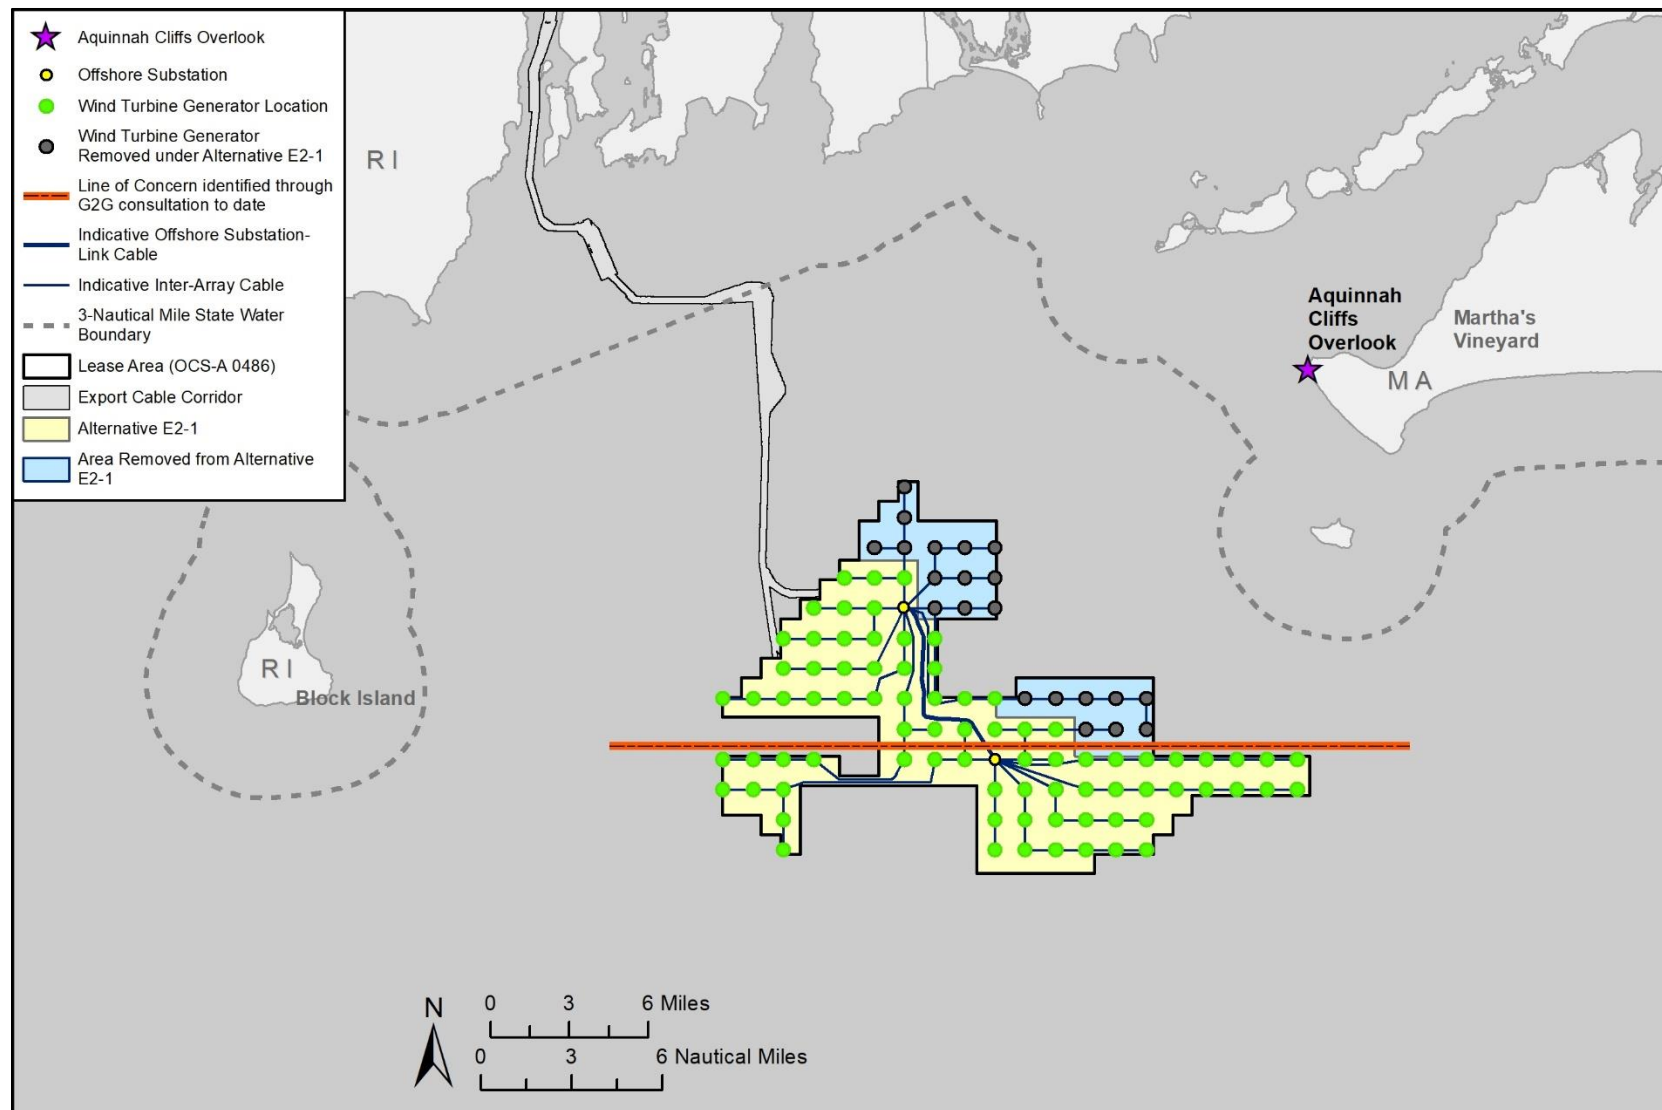 Aquinnah Cliffs Overlook
Offshore Substation
Wind Turbine Generator Location
Wind Turbine Generator
Removed under Alternative E2-1
Line of Concern identified through
G2G consultation to date
Indicative Offshore Substation-
Link Cable
Indicative Inter-Array Cable
3-Nautical Mile State Water
Boundary
Lease Area (OCS-A 0486)
Export Cable Corridor
Alternative E2-1
Area Removed from Alternative
E2-1
RI
Aquinnah
Cliffs
Overlook
Martha's
Vineyard
MA
RI
Block Island
N
0 3 6 Miles
0 3 6 Nautical Miles